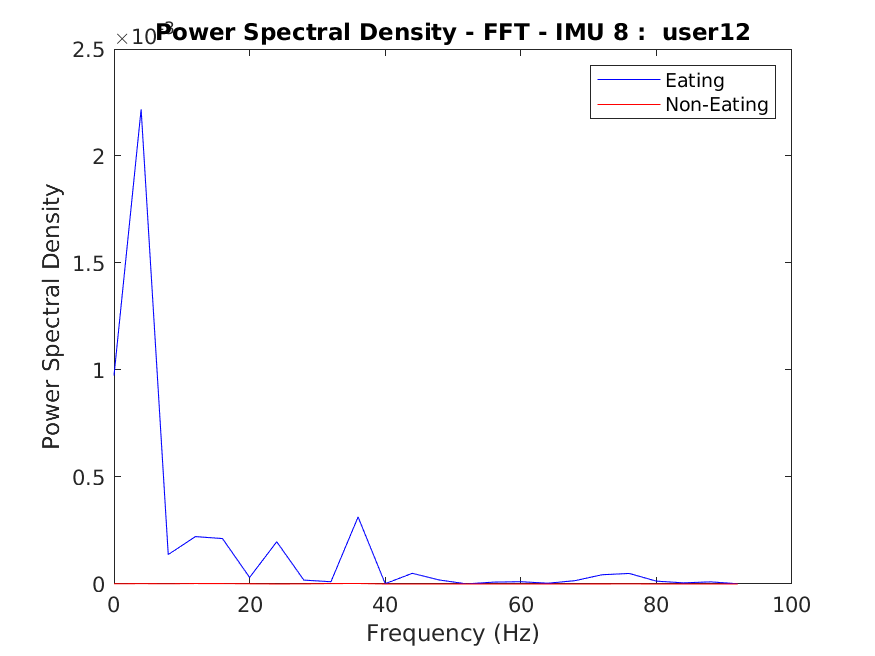 Power Spectral Density - FFT - IMU 8 : user12
×10
Eating
Non-Eating
2.5
2
1.5
1
0.5
0
Power Spectral Density
0 20 40 60 80 100
Frequency (Hz)